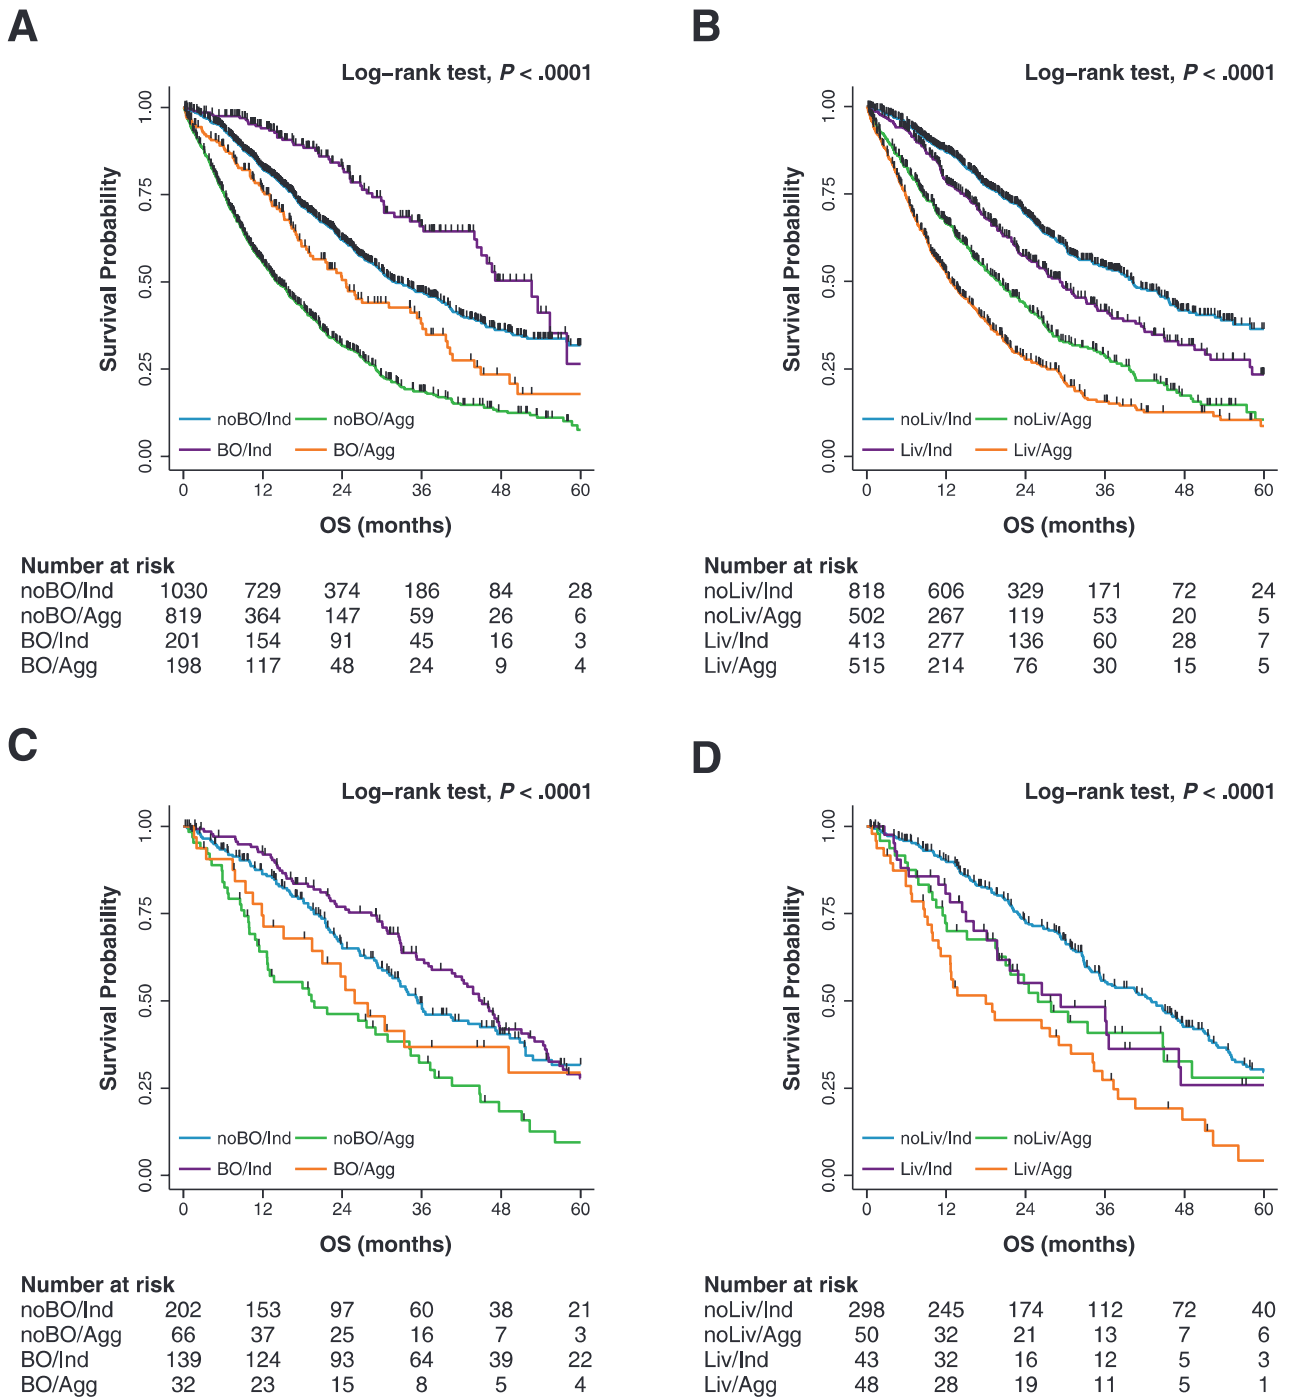 A
Log-rank test, P < .0001
Survival Probability
1.00
0.75
0.50
0.25
0.00
noBO/Ind noBO/Agg
BO/Ind BO/Agg
0 12 24 36 48 60
OS (months)
Number at risk
noBO/Ind 1030 729 374 186 84 28
noBO/Agg 819 364 147 59 26 6
BO/Ind 201 154 91 45 16 3
BO/Agg 198 117 48 24 9 4
B
Log-rank test, P < .0001
Survival Probability
1.00
0.75
0.50
0.25
0.00
noLiv/Ind noLiv/Agg
Liv/Ind Liv/Agg
0 12 24 36 48 60
OS (months)
Number at risk
noLiv/Ind 818 606 329 171 72 24
noLiv/Agg 502 267 119 53 20 5
Liv/Ind 413 277 136 60 28 7
Liv/Agg 515 214 76 30 15 5
C
Log-rank test, P < .0001
Survival Probability
1.00
0.75
0.50
0.25
0.00
noBO/Ind noBO/Agg
BO/Ind BO/Agg
0 12 24 36 48 60
OS (months)
Number at risk
noBO/Ind 202 153 97 60 38 21
noBO/Agg 66 37 25 16 7 3
BO/Ind 139 124 93 64 39 22
BO/Agg 32 23 15 8 5 4
D
Log-rank test, P < .0001
Survival Probability
1.00
0.75
0.50
0.25
0.00
noLiv/Ind noLiv/Agg
Liv/Ind Liv/Agg
0 12 24 36 48 60
OS (months)
Number at risk
noLiv/Ind 298 245 174 112 72 40
noLiv/Agg 50 32 21 13 7 6
Liv/Ind 43 32 16 12 5 3
Liv/Agg 48 28 19 11 5 1